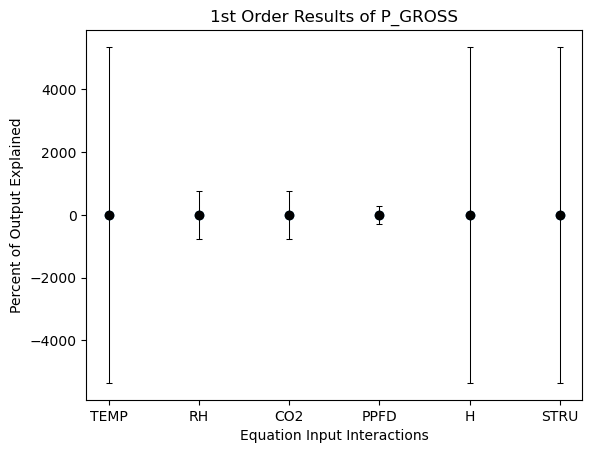 1st Order Results of P_GROSS
Percent of Output Explained
4000
2000
0
−2000
−4000
TEMP RH CO2 PPFD H STRU
Equation Input Interactions